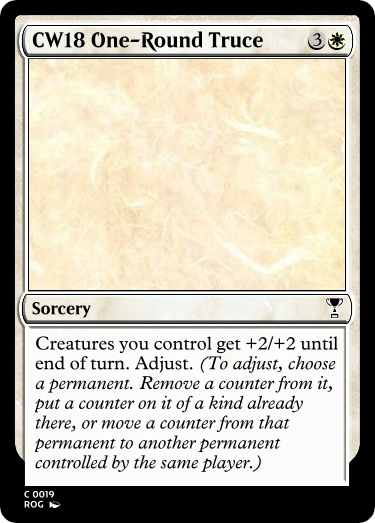 CW18 One-Round Truce 3
Sorcery
Creatures you control get +2/+2 until
end of turn. Adjust. (To adjust, choose
a permanent. Remove a counter from it,
put a counter on it of a kind already
there, or move a counter from that
permanent to another permanent
controlled by the same player.)
C 0019
ROG